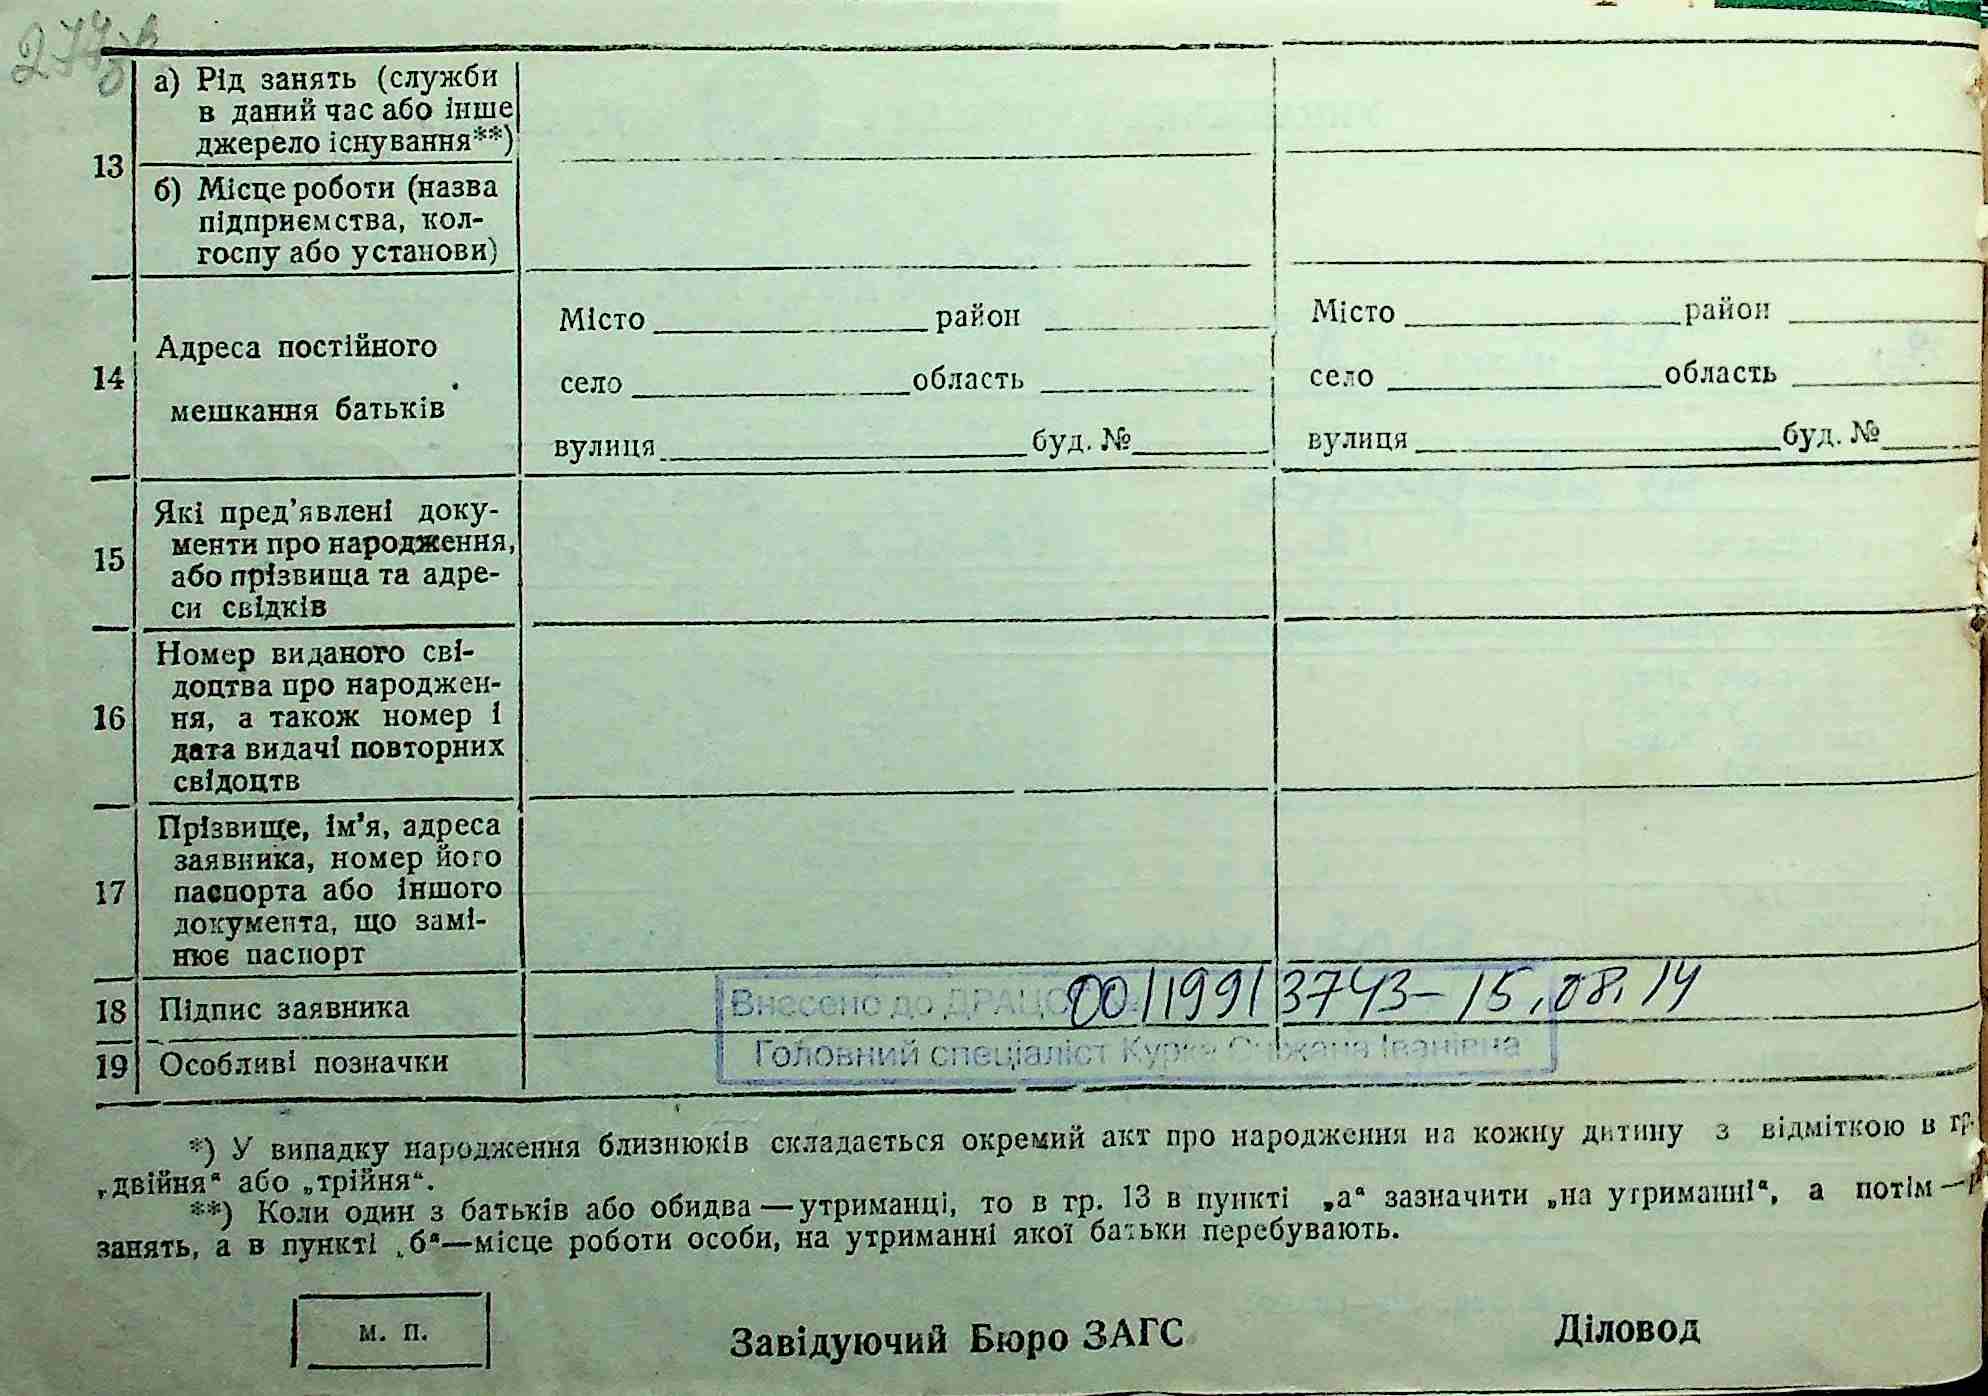 а) Рід занять (служби
в даний час або інше
джерело існування**)
13
б) Місце роботи (назва
підприємства, кол-
госпу або установи)
14
Адреса постійного
мешкання батьків
Місто район
село область
вулиця буд. №
Місто район
село область
вулиця буд. №
15
Які пред’явлені доку-
менти про народження,
або прізвища та адре-
си свідків
16
Номер виданого сві-
доцтва про народжен-
ня, а також номер і
дата видачі повторних
свідоцтв
17
Прізвище, ім’я, адреса
заявника, номер його
паспорта або іншого
документа, що замі-
нює паспорт
18 Підпис заявника
Внесено до 00119913743– 15.08.14
19 Особливі позначки
Головний спеціаліст Іванівна
*) У випадку народження близнюків складається окремий акт про народження на кожну дитину з відміткою в гр.
„двійня“ або „трійня“.
**) Коли один з батьків або обидва—утриманці, то в гр. 13 в пункті „а“ зазначити „на утриманні“, а потім—
занять, а в пункті „б“—місце роботи особи, на утриманні якої батьки перебувають.
м. п.
Завідуючий Бюро ЗАГС
Діловод